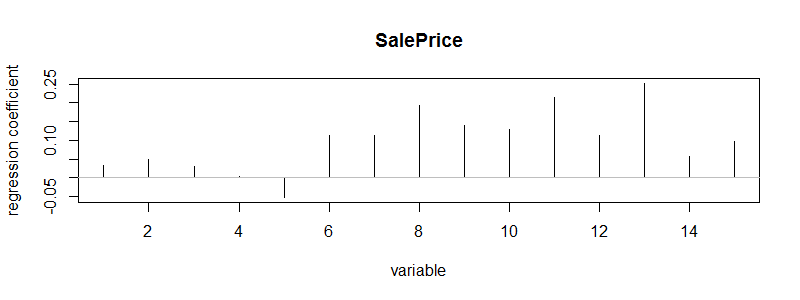 SalePrice
regression coefficient
0.25
0.10
-0.05
2 4 6 8 10 12 14
variable